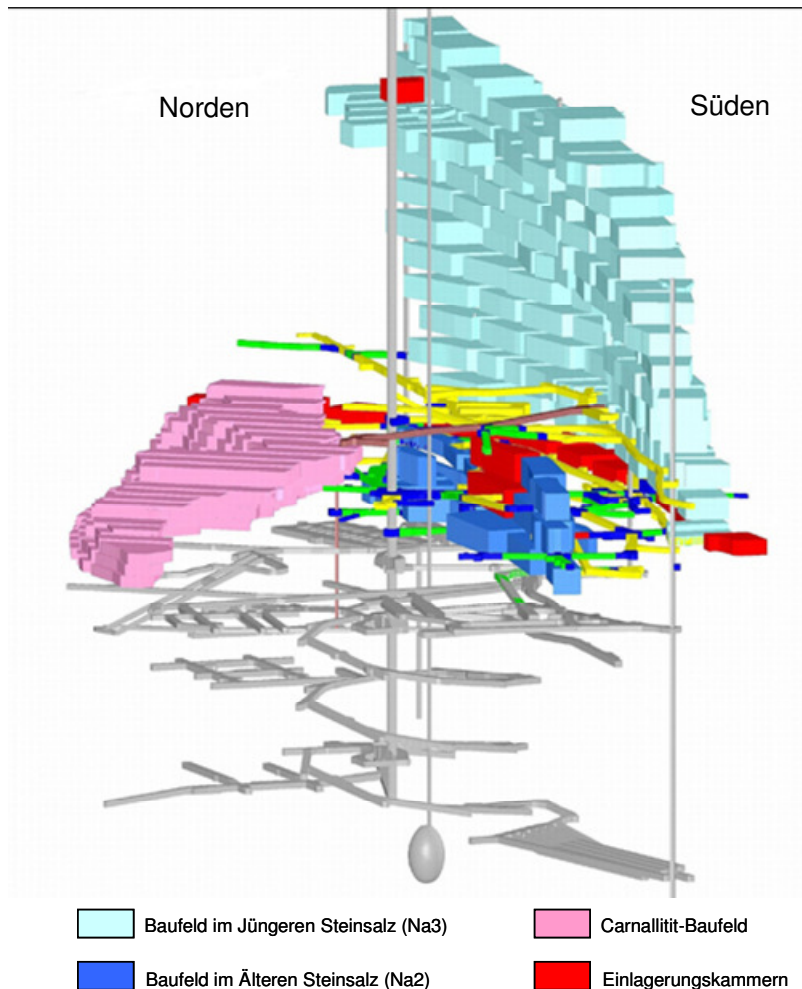 Norden
Süden
Baufeld im Jüngeren Steinsalz (Na3)
Carnallitit-Baufeld
Baufeld im Älteren Steinsalz (Na2)
Einlagerungskammern